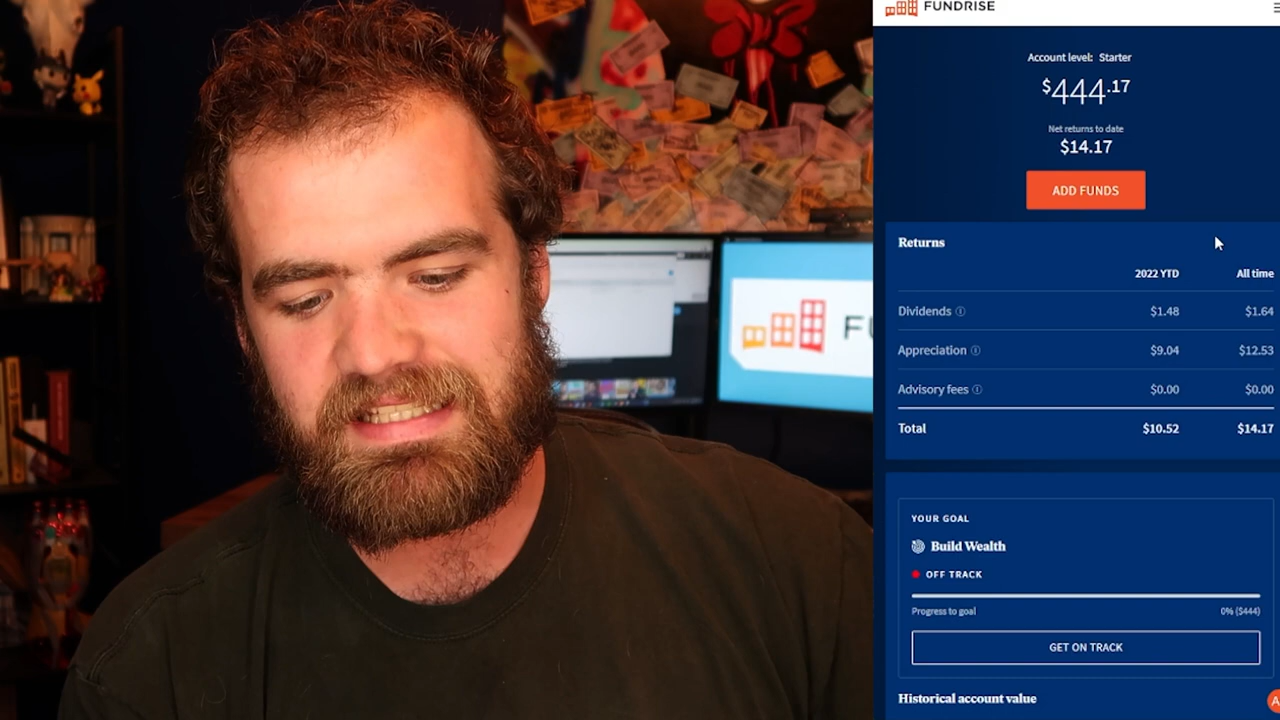 FUNDRISE
Account level: Starter
$444.17
Net returns to date
$14.17
ADD FUNDS
Returns
2022 YTD All time
Dividends $1.48 $1.64
Appreciation $9.04 $12.53
Advisory fees $0.00 $0.00
Total $10.52 $14.17
YOUR GOAL
Build Wealth
OFF TRACK
Progress to goal 0% ($444)
GET ON TRACK
Historical account value
A
FU